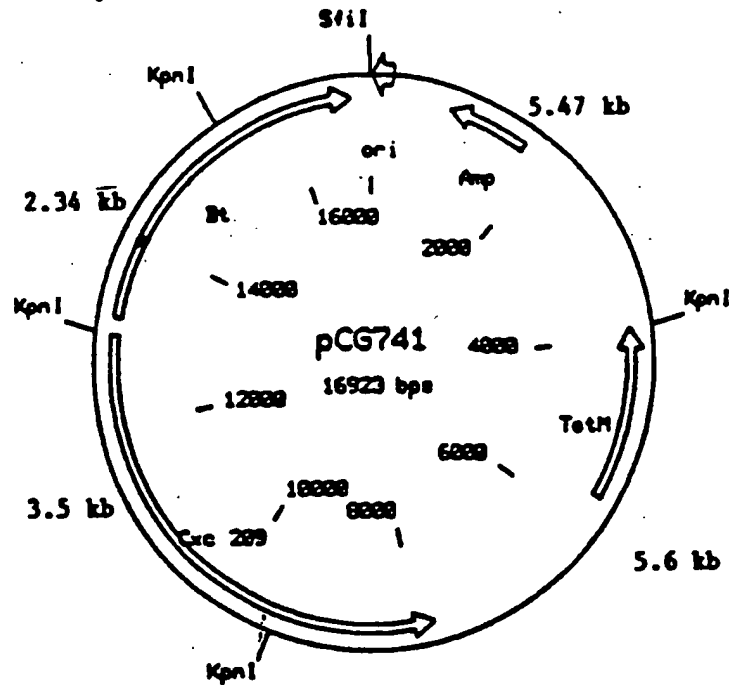 SfiI
KpnI
5.47 kb
ori
Amp
2.34 kb
Bt
16000
2000
14000
KpnI
KpnI
pCG741
4000
16923 bps
12000
TetM
6000
10000
8000
3.5 kb
Cxc 209
5.6 kb
KpnI